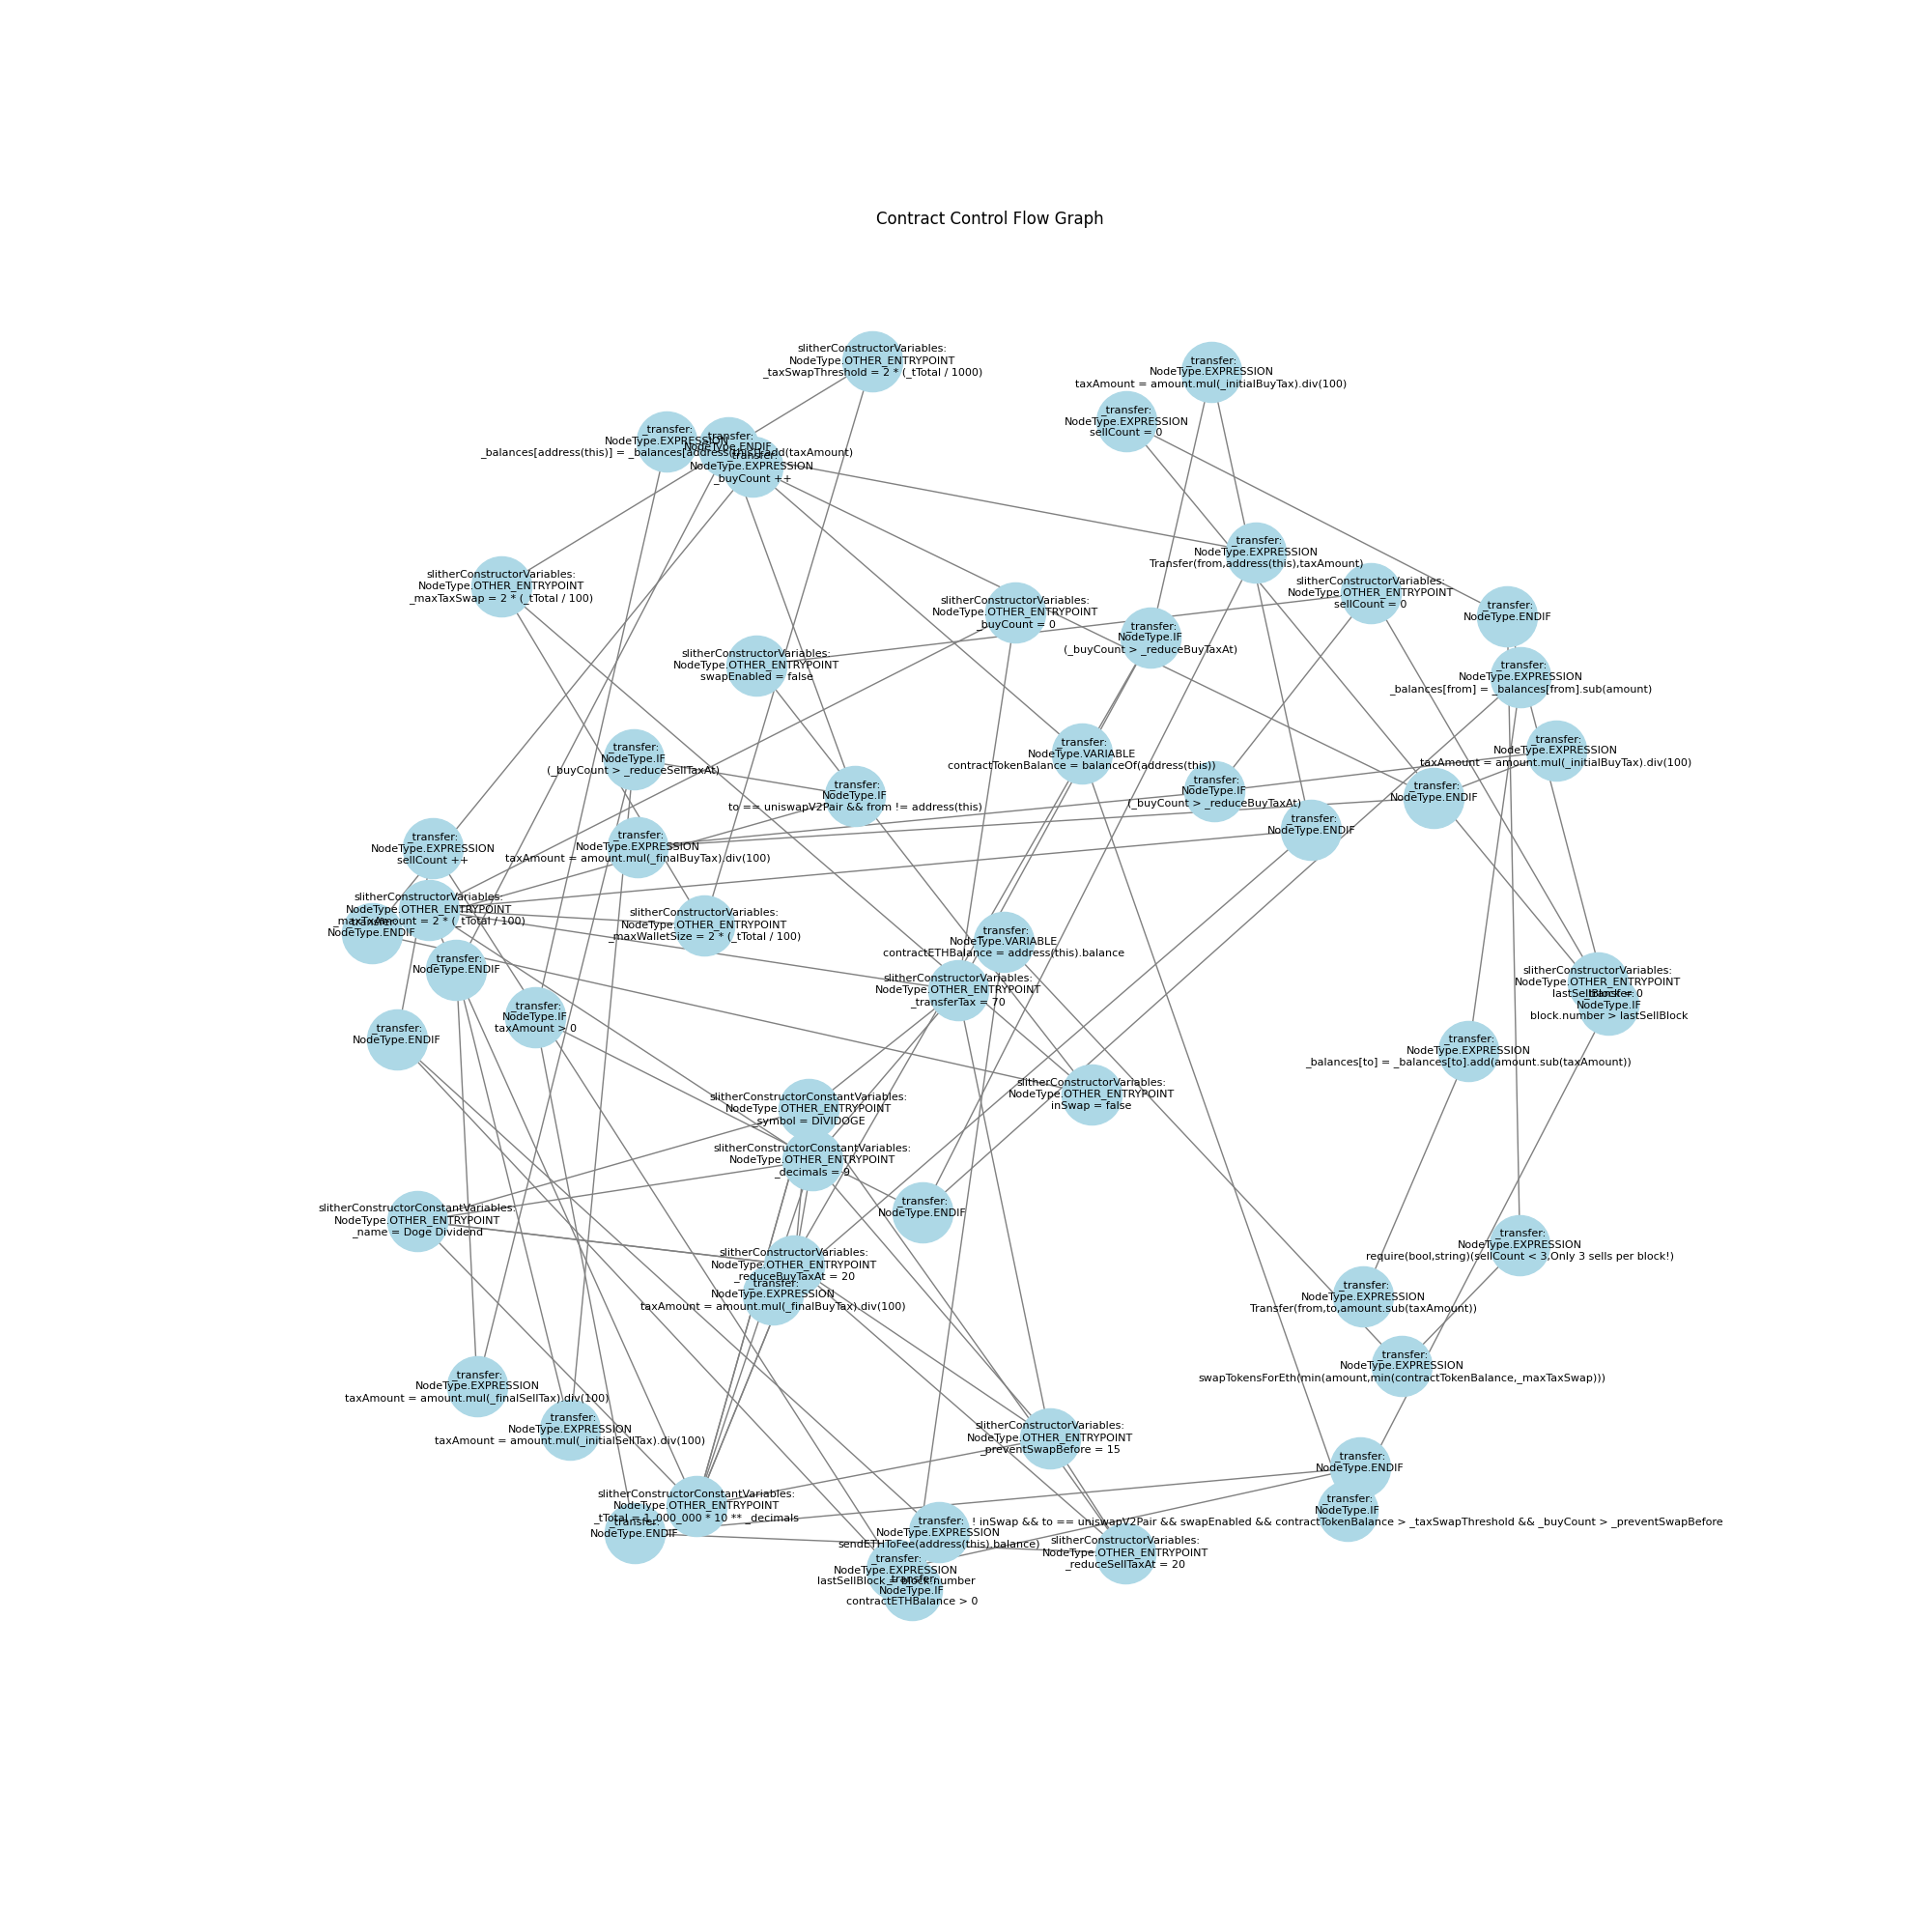 Contract Control Flow Graph
slitherConstructorVariables:
NodeType.OTHER_ENTRYPOINT
_taxSwapThreshold = 2 * (_tTotal / 1000)
_transfer:
NodeType.EXPRESSION
taxAmount = amount.mul(_initialBuyTax).div(100)
_transfer:
NodeType.EXPRESSION
sellCount = 0
_transfer:
NodeType.EXPRESSION
_balances[address(this)] = _balances[address(this)].add(taxAmount)
_transfer:
NodeType.ENDIF
_transfer:
NodeType.EXPRESSION
_buyCount ++
_transfer:
NodeType.EXPRESSION
Transfer(from,address(this),taxAmount)
slitherConstructorVariables:
NodeType.OTHER_ENTRYPOINT
_maxTaxSwap = 2 * (_tTotal / 100)
slitherConstructorVariables:
NodeType.OTHER_ENTRYPOINT
sellCount = 0
slitherConstructorVariables:
NodeType.OTHER_ENTRYPOINT
_buyCount = 0
_transfer:
NodeType.ENDIF
_transfer:
NodeType.IF
(_buyCount > _reduceBuyTaxAt)
slitherConstructorVariables:
NodeType.OTHER_ENTRYPOINT
swapEnabled = false
_transfer:
NodeType.EXPRESSION
_balances[from] = _balances[from].sub(amount)
_transfer:
NodeType.IF
(_buyCount > _reduceSellTaxAt)
_transfer:
NodeType.VARIABLE
contractTokenBalance = balanceOf(address(this))
_transfer:
NodeType.EXPRESSION
taxAmount = amount.mul(_initialBuyTax).div(100)
_transfer:
NodeType.IF
to == uniswapV2Pair && from != address(this)
_transfer:
NodeType.IF
(_buyCount > _reduceBuyTaxAt)
_transfer:
NodeType.ENDIF
_transfer:
NodeType.ENDIF
_transfer:
NodeType.EXPRESSION
sellCount ++
_transfer:
NodeType.EXPRESSION
taxAmount = amount.mul(_finalBuyTax).div(100)
slitherConstructorVariables:
NodeType.OTHER_ENTRYPOINT
_maxTxAmount = 2 * (_tTotal / 100)
_transfer:
NodeType.ENDIF
slitherConstructorVariables:
NodeType.OTHER_ENTRYPOINT
_maxWalletSize = 2 * (_tTotal / 100)
_transfer:
NodeType.VARIABLE
contractETHBalance = address(this).balance
_transfer:
NodeType.ENDIF
slitherConstructorVariables:
NodeType.OTHER_ENTRYPOINT
_transferTax = 70
slitherConstructorVariables:
NodeType.OTHER_ENTRYPOINT
lastSellBlock = 0
_transfer:
NodeType.IF
block.number > lastSellBlock
_transfer:
NodeType.IF
taxAmount > 0
_transfer:
NodeType.ENDIF
_transfer:
NodeType.EXPRESSION
_balances[to] = _balances[to].add(amount.sub(taxAmount))
slitherConstructorVariables:
NodeType.OTHER_ENTRYPOINT
inSwap = false
slitherConstructorConstantVariables:
NodeType.OTHER_ENTRYPOINT
_symbol = DIVIDOGE
slitherConstructorConstantVariables:
NodeType.OTHER_ENTRYPOINT
_decimals = 9
_transfer:
NodeType.ENDIF
slitherConstructorConstantVariables:
NodeType.OTHER_ENTRYPOINT
_name = Doge Dividend
_transfer:
NodeType.EXPRESSION
require(bool,string)(sellCount < 3,Only 3 sells per block!)
slitherConstructorVariables:
NodeType.OTHER_ENTRYPOINT
_reduceBuyTaxAt = 20
_transfer:
NodeType.EXPRESSION
taxAmount = amount.mul(_finalBuyTax).div(100)
_transfer:
NodeType.EXPRESSION
Transfer(from,to,amount.sub(taxAmount))
_transfer:
NodeType.EXPRESSION
swapTokensForEth(min(amount,min(contractTokenBalance,_maxTaxSwap)))
_transfer:
NodeType.EXPRESSION
taxAmount = amount.mul(_finalSellTax).div(100)
_transfer:
NodeType.EXPRESSION
taxAmount = amount.mul(_initialSellTax).div(100)
slitherConstructorVariables:
NodeType.OTHER_ENTRYPOINT
_preventSwapBefore = 15
_transfer:
NodeType.ENDIF
slitherConstructorConstantVariables:
NodeType.OTHER_ENTRYPOINT
_tTotal = 1_000_000 * 10 ** _decimals
_transfer:
NodeType.ENDIF
_transfer:
NodeType.IF
! inSwap && to == uniswapV2Pair && swapEnabled && contractTokenBalance > _taxSwapThreshold && _buyCount > _preventSwapBefore
_transfer:
NodeType.EXPRESSION
sendETHToFee(address(this).balance)
slitherConstructorVariables:
NodeType.OTHER_ENTRYPOINT
_reduceSellTaxAt = 20
_transfer:
NodeType.EXPRESSION
lastSellBlock = block.number
_transfer:
NodeType.IF
contractETHBalance > 0